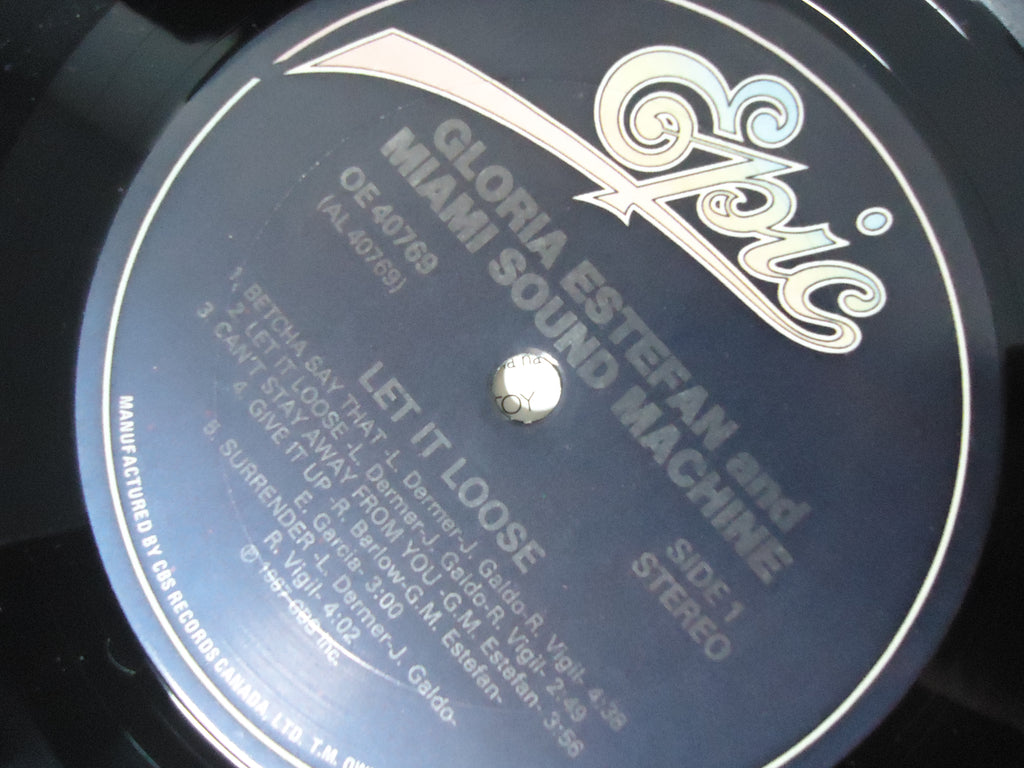 Epic
GLORIA ESTEFAN and
MIAMI SOUND MACHINE
OE 40769
(AL 40769)
SIDE 1
STEREO
LET IT LOOSE
1. BETCHA SAY THAT -L. Dermer-J. Galdo-R. Vigil- 4:38
2. LET IT LOOSE -L. Dermer-J. Galdo-R. Vigil- 2:49
3 CAN'T STAY AWAY FROM YOU -G.M. Estefan- 3:56
4. GIVE IT UP -R. Barlow-G.M. Estefan-
E. Garcia- 3:00
5. SURRENDER -L. Dermer-J. Galdo-
R. Vigil- 4:02
℗ 1987 CBS Inc.
MANUFACTURED BY CBS RECORDS CANADA, LTD. T.M.